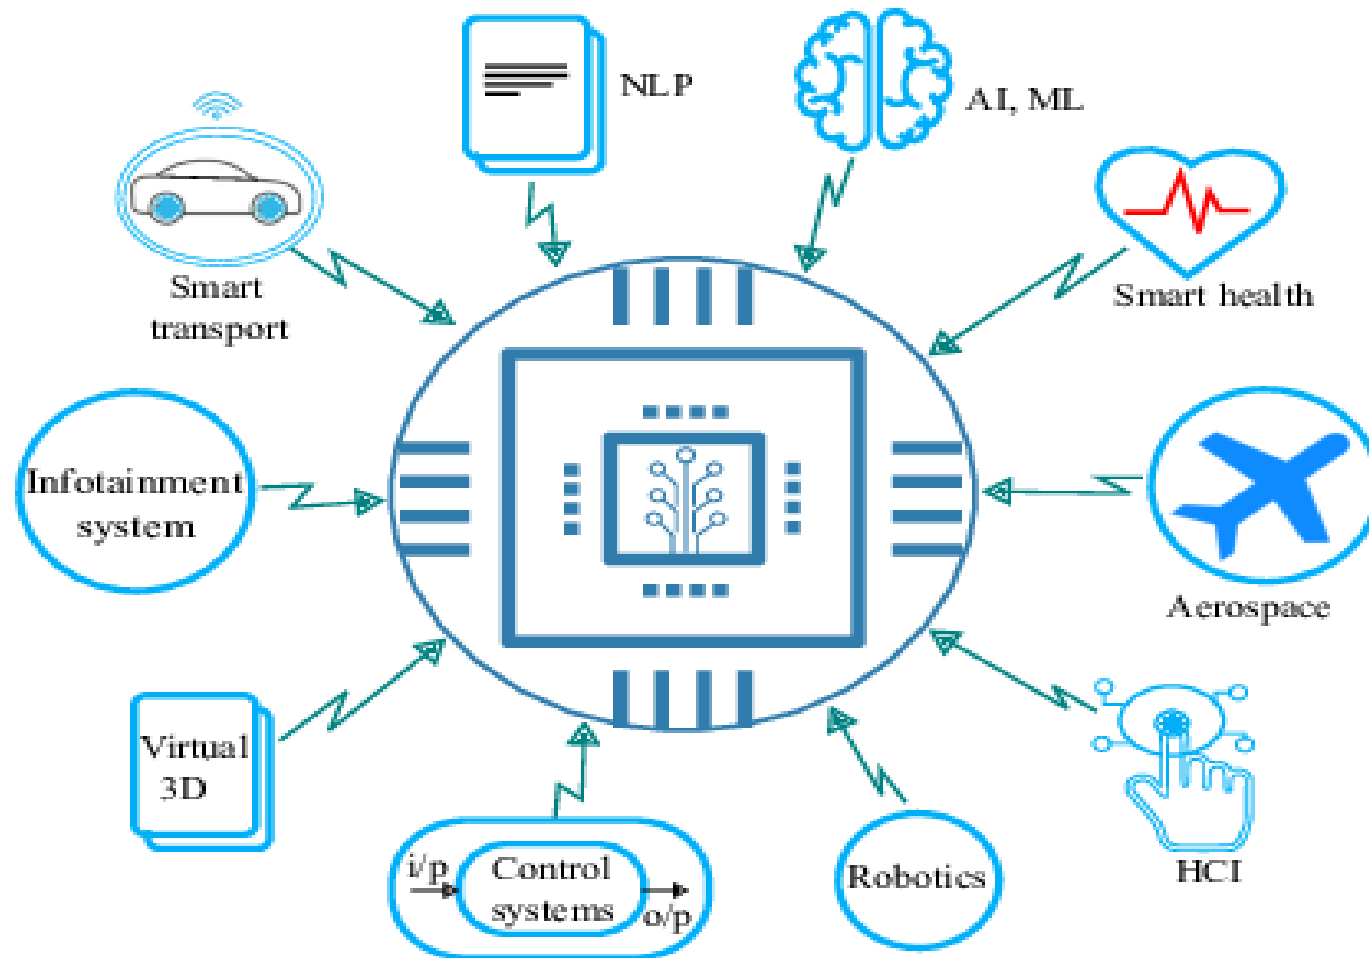 NLP
AI, ML
Smart
transport
Smart health
Infotainment
system
Aerospace
Virtual
3D
i/p
Control
systems
o/p
Robotics
HCI